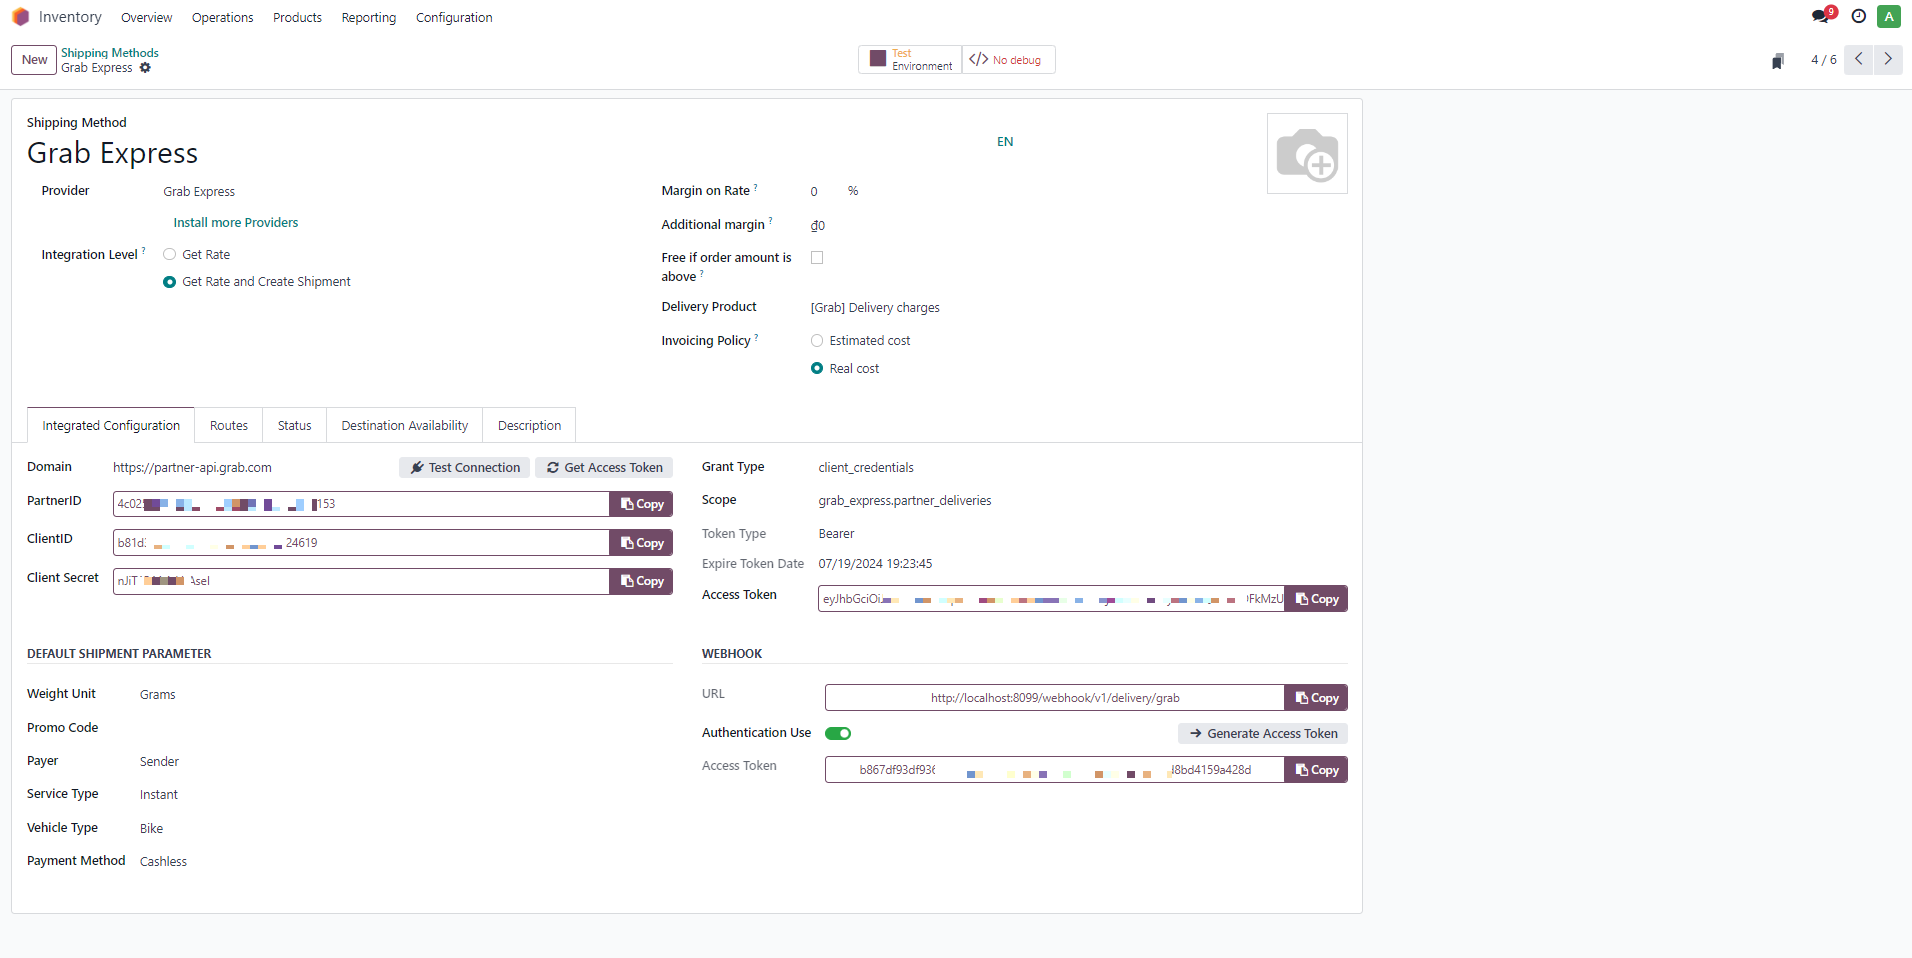 Inventory Overview Operations Products Reporting Configuration 9 A
New Shipping Methods
Grab Express
Test
Environment
</> No debug
4 / 6
Shipping Method
Grab Express
EN
Provider Grab Express
Install more Providers
Integration Level ? Get Rate
Get Rate and Create Shipment
Margin on Rate ? 0 %
Additional margin ? ₫0
Free if order amount is
above ?
Delivery Product [Grab] Delivery charges
Invoicing Policy ? Estimated cost
Real cost
Integrated Configuration Routes Status Destination Availability Description
Domain https://partner-api.grab.com Test Connection Get Access Token
PartnerID 153 Copy
ClientID b81d 24619 Copy
Client Secret nJiT Asel Copy
Grant Type client_credentials
Scope grab_express.partner_deliveries
Token Type Bearer
Expire Token Date 07/19/2024 19:23:45
Access Token eyJhbGciOi FkMzU Copy
DEFAULT SHIPMENT PARAMETER
Weight Unit Grams
Promo Code
Payer Sender
Service Type Instant
Vehicle Type Bike
Payment Method Cashless
WEBHOOK
URL http://localhost:8099/webhook/v1/delivery/grab Copy
Authentication Use Generate Access Token
Access Token b867df93df93 8bd4159a428d Copy